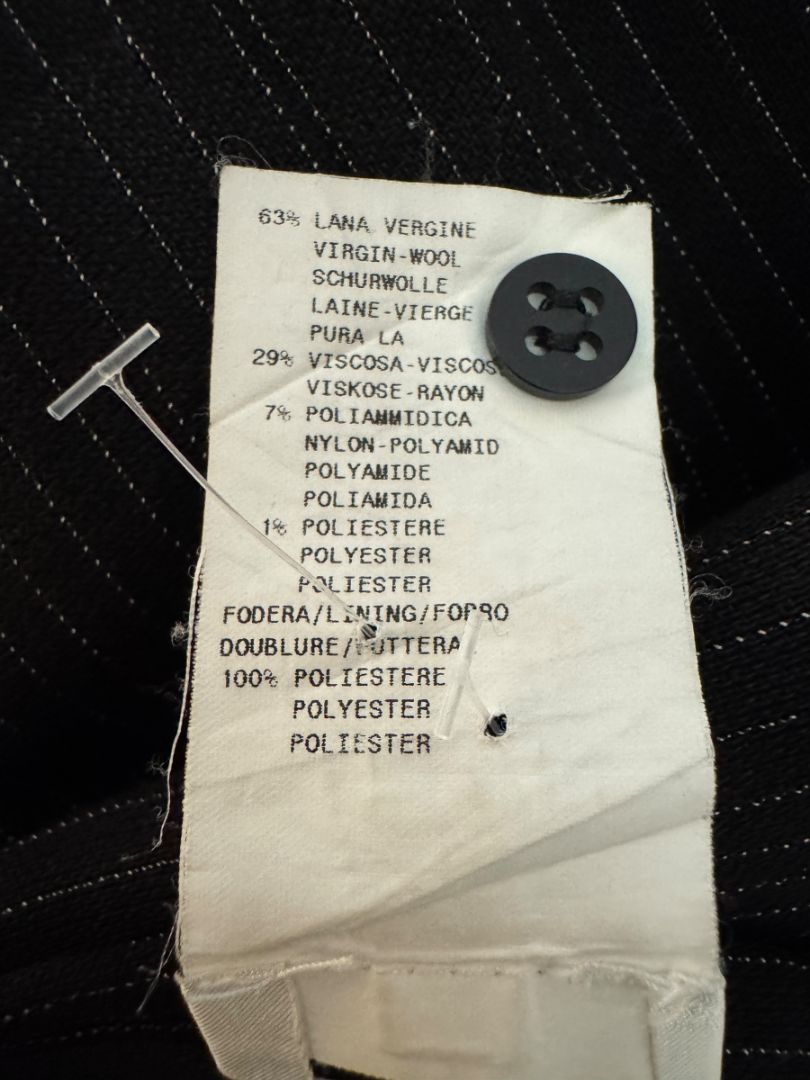 63% LANA VERGINE
VIRGIN-WOOL
SCHURWOLLE
LAINE-VIERGE
PURA LA
29% VISCOSA-VISCOS
VISKOSE-RAYON
7% POLIAMMIDICA
NYLON-POLYAMID
POLYAMIDE
POLIAMIDA
1% POLIESTERE
POLYESTER
POLIESTER
FODERA/LINING/FORRO
DOUBLURE/FUTTERA
100% POLIESTERE
POLYESTER
POLIESTER